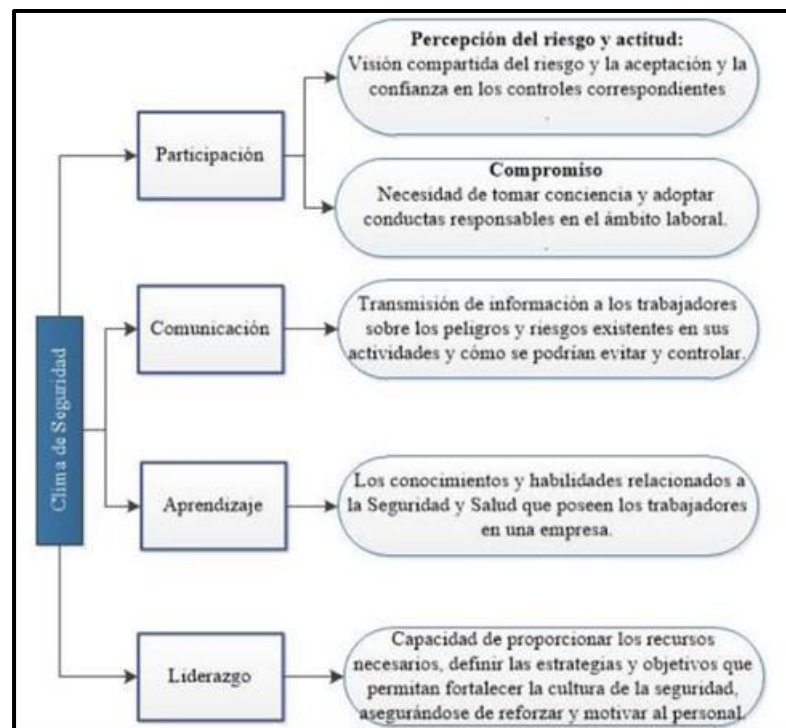 Clima de Seguridad
Participación
Percepción del riesgo y actitud:
Visión compartida del riesgo y la aceptación y la
confianza en los controles correspondientes
.
Compromiso
Necesidad de tomar conciencia y adoptar
conductas responsables en el ámbito laboral.
.
Comunicación
Transmisión de información a los trabajadores
sobre los peligros y riesgos existentes en sus
actividades y cómo se podrían evitar y controlar.
Aprendizaje
Los conocimientos y habilidades relacionados a
la Seguridad y Salud que poseen los trabajadores
en una empresa.
Liderazgo
Capacidad de proporcionar los recursos
necesarios, definir las estrategias y objetivos que
permitan fortalecer la cultura de la seguridad,
asegurándose de reforzar y motivar al personal.